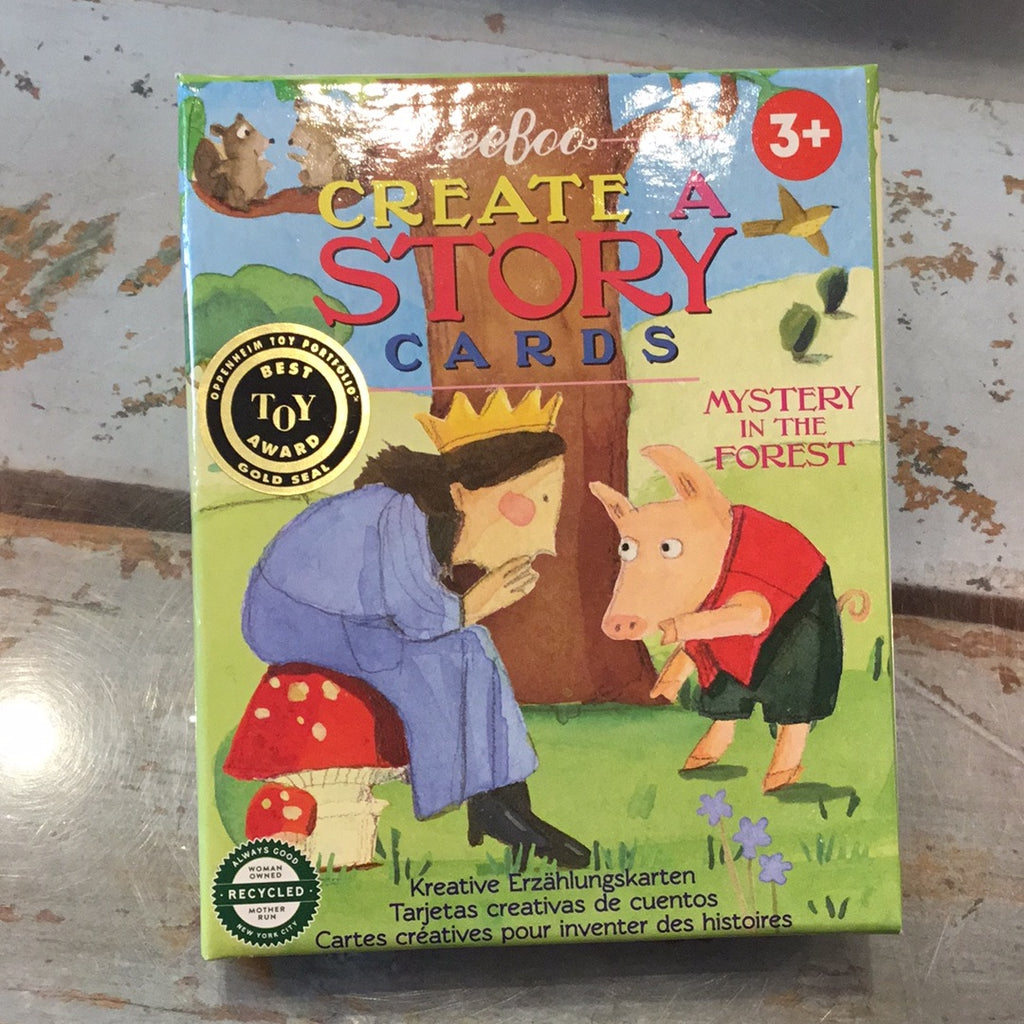 eeBoo
3+
CREATE A
STORY
CARDS
OPPENHEIM TOY PORTFOLIO
BEST
TOY
AWARD
GOLD SEAL
MYSTERY
IN THE
FOREST
ALWAYS GOOD
WOMAN
OWNED
· RECYCLED ·
MOTHER
RUN
NEW YORK CITY
Kreative Erzählungskarten
Tarjetas creativas de cuentos
Cartes créatives pour inventer des histoires